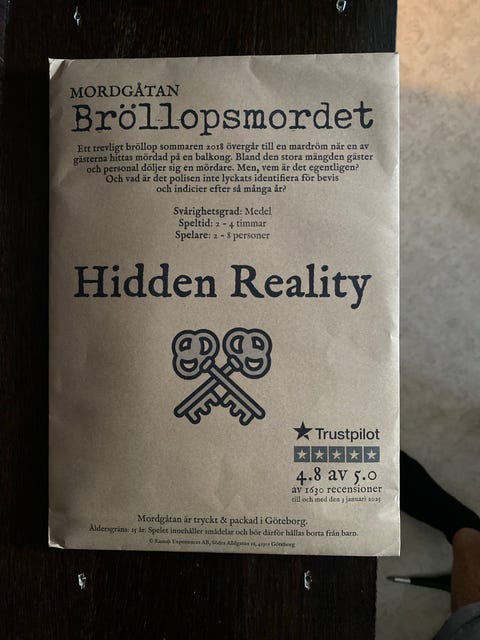 MORDGÅTAN
Bröllopsmordet
Ett trevligt bröllop sommaren 2018 övergår till en mardröm när en av
gästerna hittas mördad på en balkong. Bland den stora mängden gäster
och personal döljer sig en mördare. Men, vem är det egentligen?
Och vad är det polisen inte lyckats identifiera för bevis
och indicier efter så många år?
Svårighetsgrad: Medel
Speltid: 2 - 4 timmar
Spelare: 2 - 8 personer
Hidden Reality
Trustpilot
4.8 av 5.0
av 1630 recensioner
till och med den 3 januari 2025
Mordgåtan är tryckt & packad i Göteborg.
Åldersgräns: 15 år. Spelet innehåller smådelar och bör därför hållas borta från barn.
Experiences AB, Södra Allégatan
Göteborg